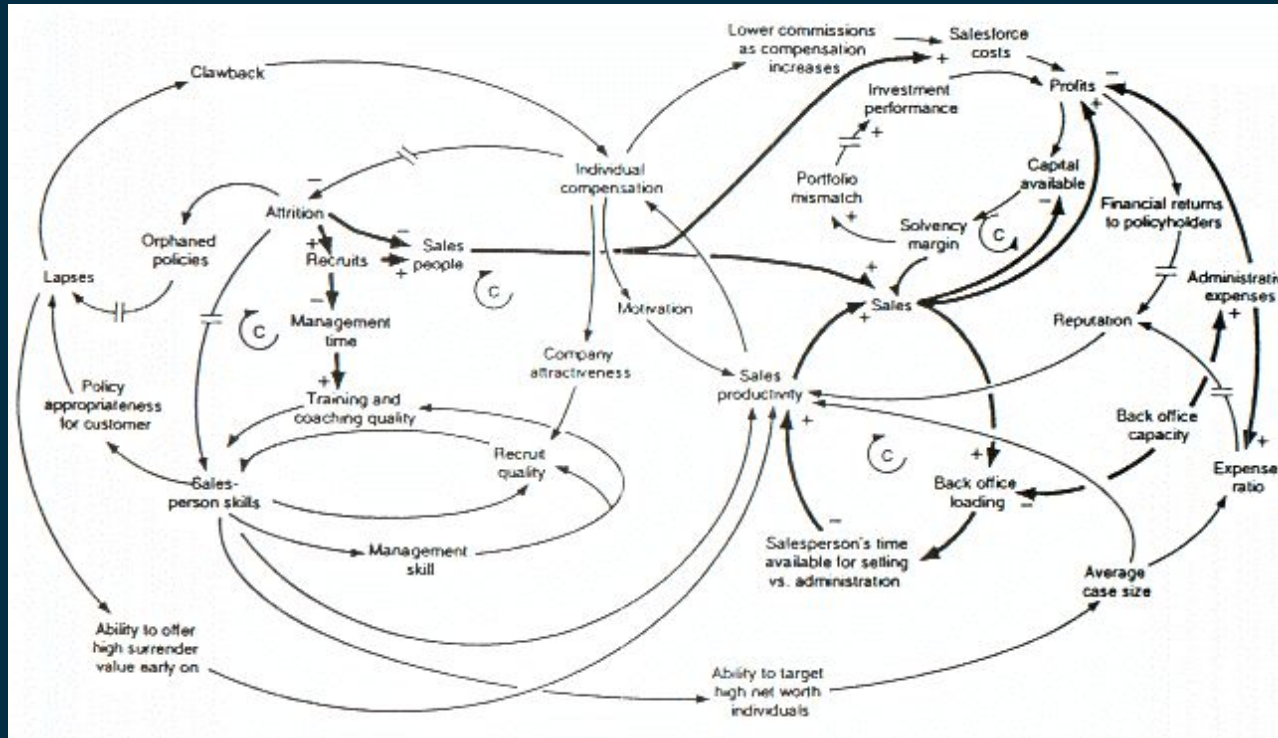 Lower commissions
as compensation
increases
Salesforce
costs
Clawback
Investment
performance
Profits
Individual
compensation
Portfolio
mismatch
Capital
available
Attrition
Financial returns
to policyholders
Solvency
margin
C
Orphaned
policies
Sales
people
Recruits
Lapses
C
Sales
Administrativ
expenses
C
Management
time
Motivation
Reputation
Company
attractiveness
Sales
productivity
Policy
appropriateness
for customer
Training and
coaching quality
Back office
capacity
C
Recruit
quality
Expense
ratio
Sales-
person skills
Back office
loading
Management
skill
Salesperson's time
available for selling
vs. administration
Average
case size
Ability to offer
high surrender
value early on
Ability to target
high net worth
individuals